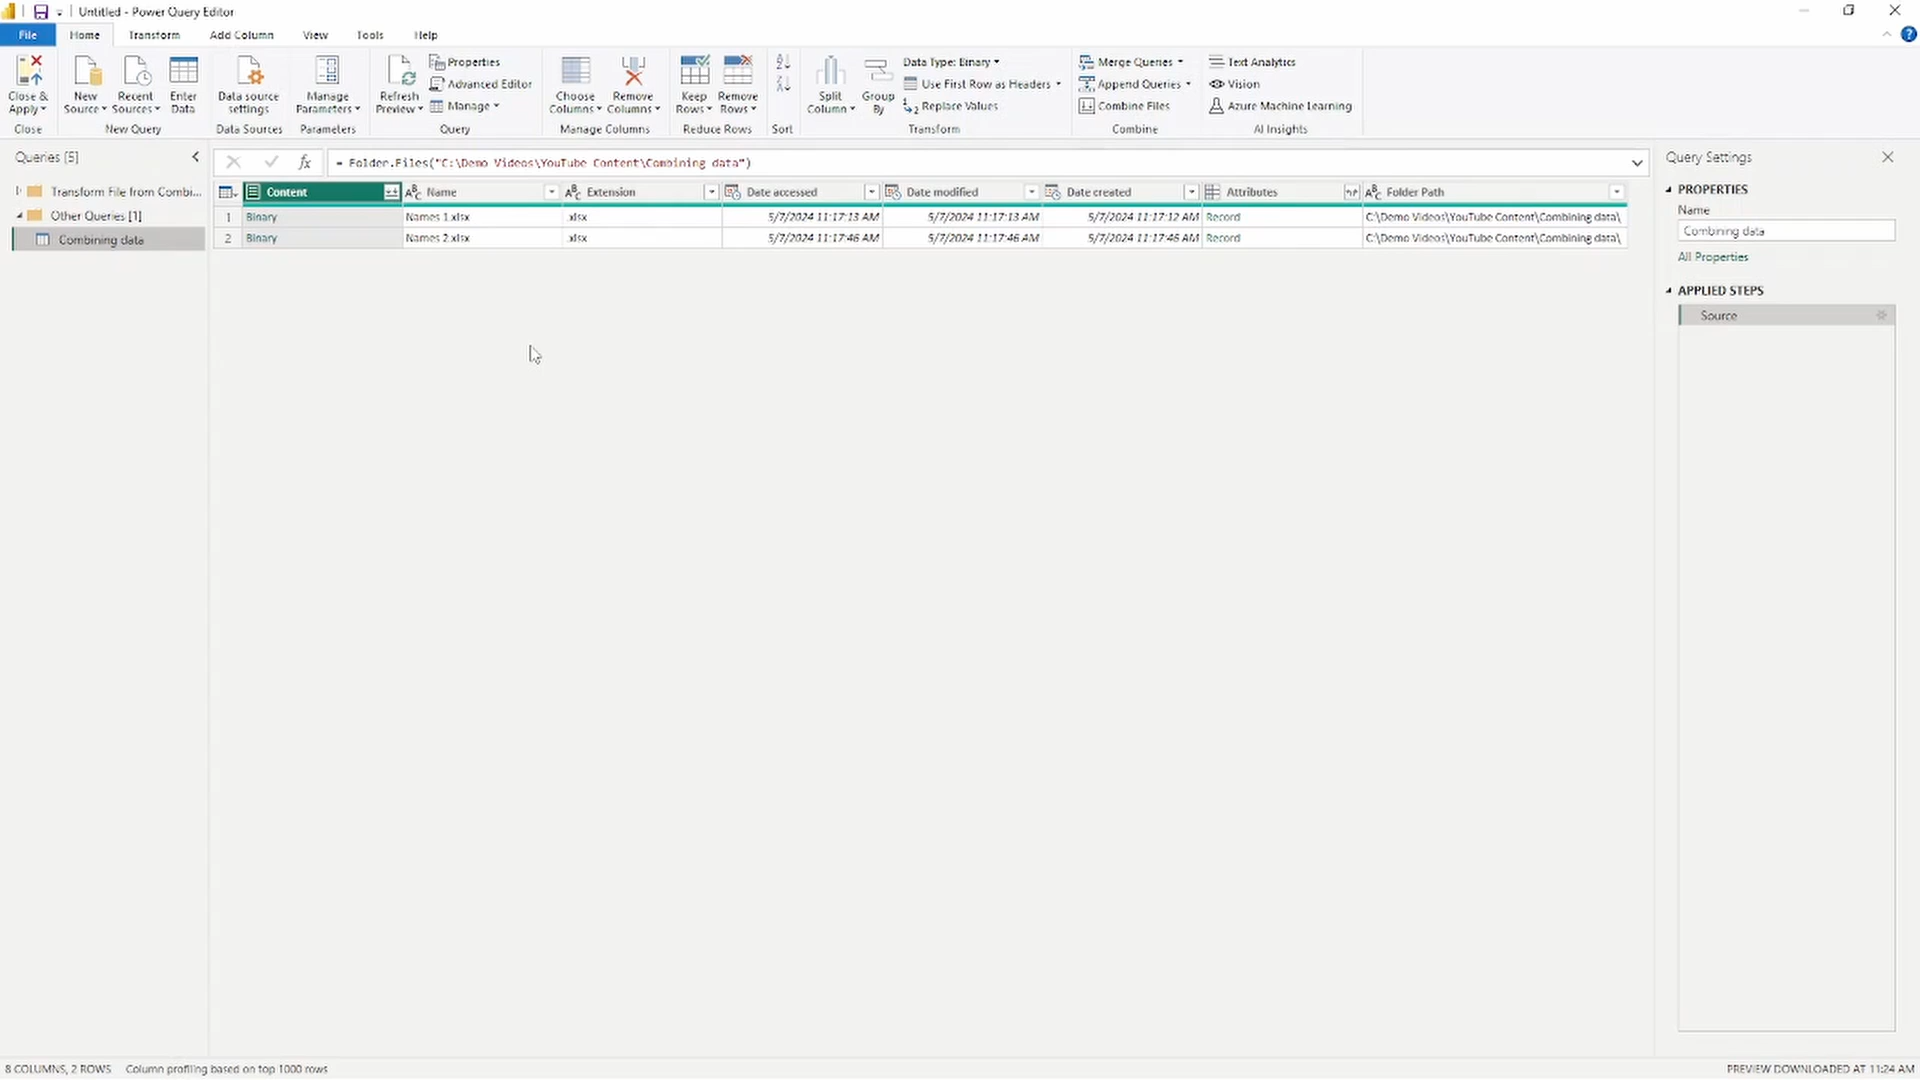 Untitled - Power Query Editor
File Home Transform Add Column View Tools Help
Close & Apply
New Source
Recent Sources
Enter Data
Data source settings
Manage Parameters
Refresh Preview
Properties
Advanced Editor
Manage
Choose Columns
Remove Columns
Keep Rows
Remove Rows
Split Column
Group By
Data Type: Binary
Use First Row as Headers
Replace Values
Merge Queries
Append Queries
Combine Files
Text Analytics
Vision
Azure Machine Learning
Close New Query Data Sources Parameters Query Manage Columns Reduce Rows Sort Transform Combine AI Insights
Queries [5]
Transform File from Combi...
Other Queries [1]
Combining data
fx = Folder.Files("C:\Demo Videos\YouTube Content\Combining data")
Content Name Extension Date accessed Date modified Date created Attributes Folder Path
1 Binary Names 1.xlsx .xlsx 5/7/2024 11:17:13 AM 5/7/2024 11:17:13 AM 5/7/2024 11:17:12 AM Record C:\Demo Videos\YouTube Content\Combining data\
2 Binary Names 2.xlsx .xlsx 5/7/2024 11:17:46 AM 5/7/2024 11:17:46 AM 5/7/2024 11:17:46 AM Record C:\Demo Videos\YouTube Content\Combining data\
Query Settings
PROPERTIES
Name
Combining data
All Properties
APPLIED STEPS
Source
8 COLUMNS, 2 ROWS Column profiling based on top 1000 rows
PREVIEW DOWNLOADED AT 11:24 AM